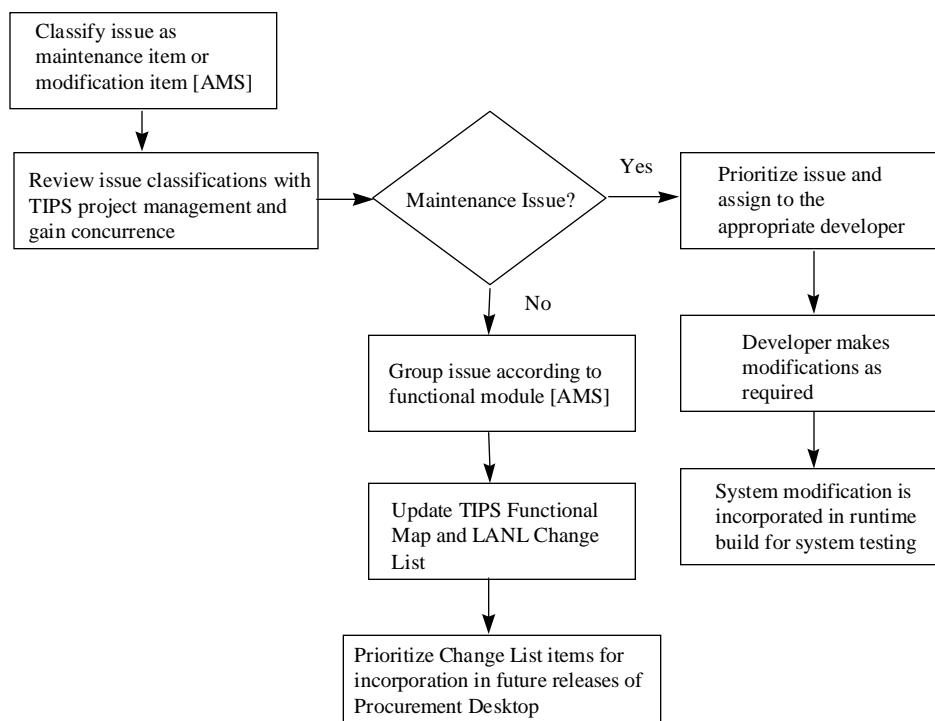 Classify issue as
maintenance item or
modification item [AMS]
Review issue classifications with
TIPS project management and
gain concurrence
Maintenance Issue?
Yes
Prioritize issue and
assign to the
appropriate developer
Developer makes
modifications as
required
System modification is
incorporated in runtime
build for system testing
No
Group issue according to
functional module [AMS]
Update TIPS Functional
Map and LANL Change
List
Prioritize Change List items for
incorporation in future releases of
Procurement Desktop